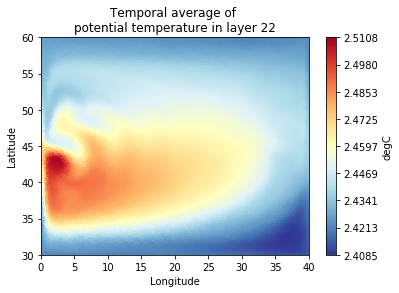 Temporal average of
potential temperature in layer 22
60
55
50
45
40
35
30
Latitude
0 5 10 15 20 25 30 35 40
Longitude
2.5108
2.4980
2.4853
2.4725
2.4597
2.4469
2.4341
2.4213
2.4085
degC